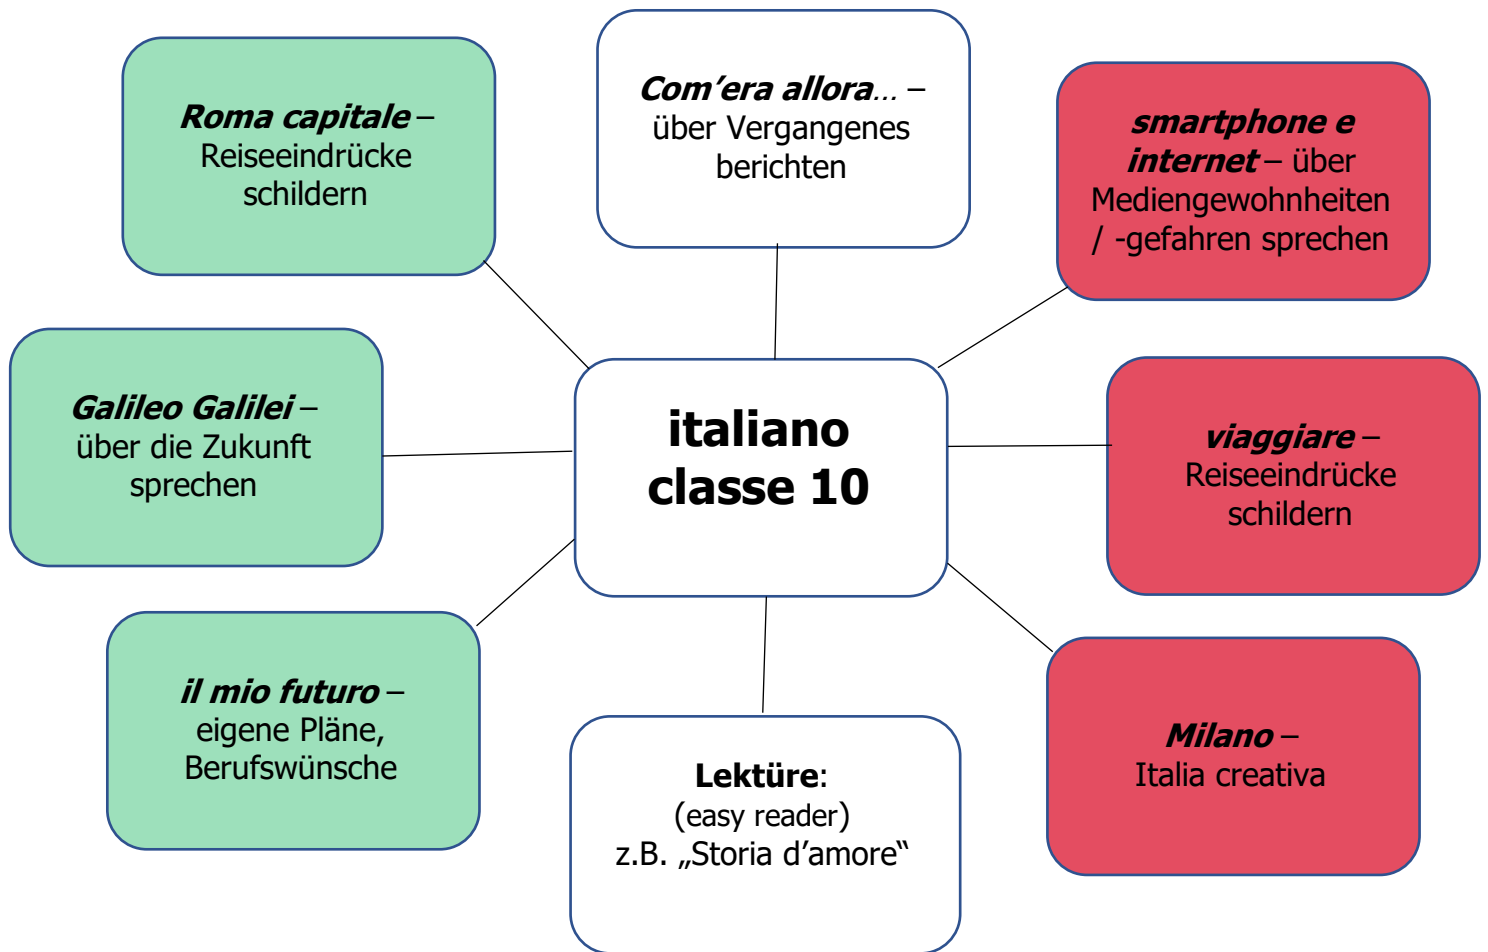 Roma capitale –
Reiseeindrücke
schildern
Com’era allora… –
über Vergangenes
berichten
smartphone e
internet – über
Mediengewohnheiten
/ -gefahren sprechen
Galileo Galilei –
über die Zukunft
sprechen
italiano
classe 10
viaggiare –
Reiseeindrücke
schildern
il mio futuro –
eigene Pläne,
Berufswünsche
Lektüre:
(easy reader)
z.B. „Storia d’amore“
Milano –
Italia creativa